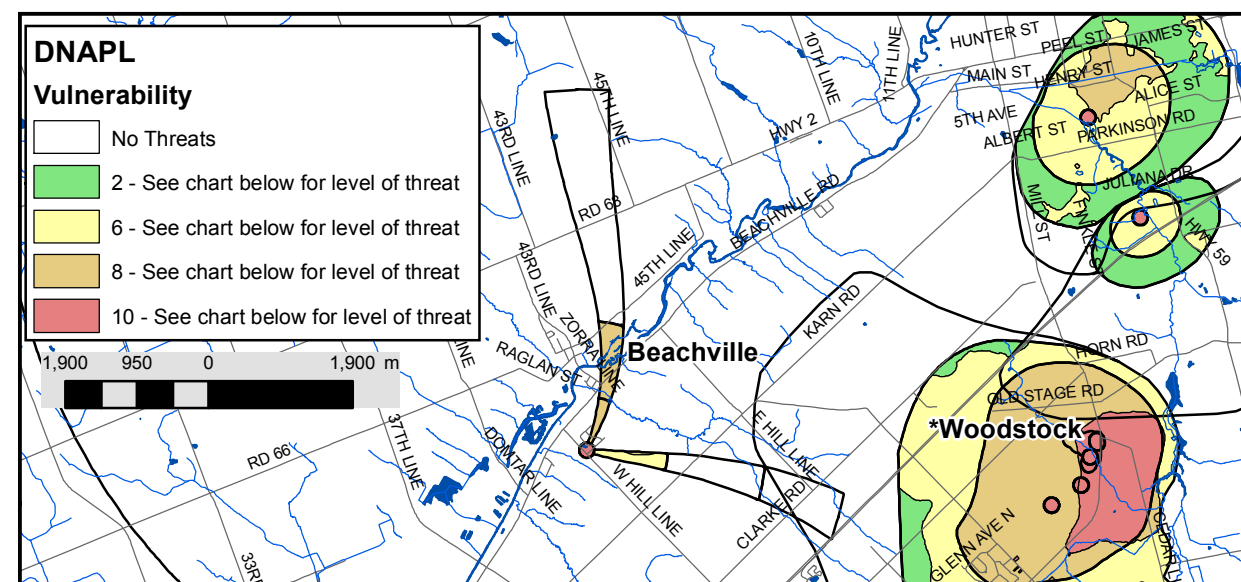 DNAPL
Vulnerability
No Threats
2 - See chart below for level of threat
6 - See chart below for level of threat
8 - See chart below for level of threat
10 - See chart below for level of threat
1,900 950 0 1,900 m
HUNTER ST
PEEL ST
JAMES ST
MAIN ST
HENRY ST
ALICE ST
5TH AVE
ALBERT ST
PARKINSON RD
JULIANA DR
MILL ST
HWY 59
10TH LINE
11TH LINE
45TH LINE
43RD LINE
HWY 2
RD 68
BEACHVILLE RD
45TH LINE
43RD LINE
ZORRA LINE
RAGLAN ST
Beachville
KARN RD
HORN RD
OLD STAGE RD
*Woodstock
E HILL LINE
W HILL LINE
CLARKE RD
DOMTAR LINE
37TH LINE
RD 66
GLENN AVE N
CEDAR L
33R